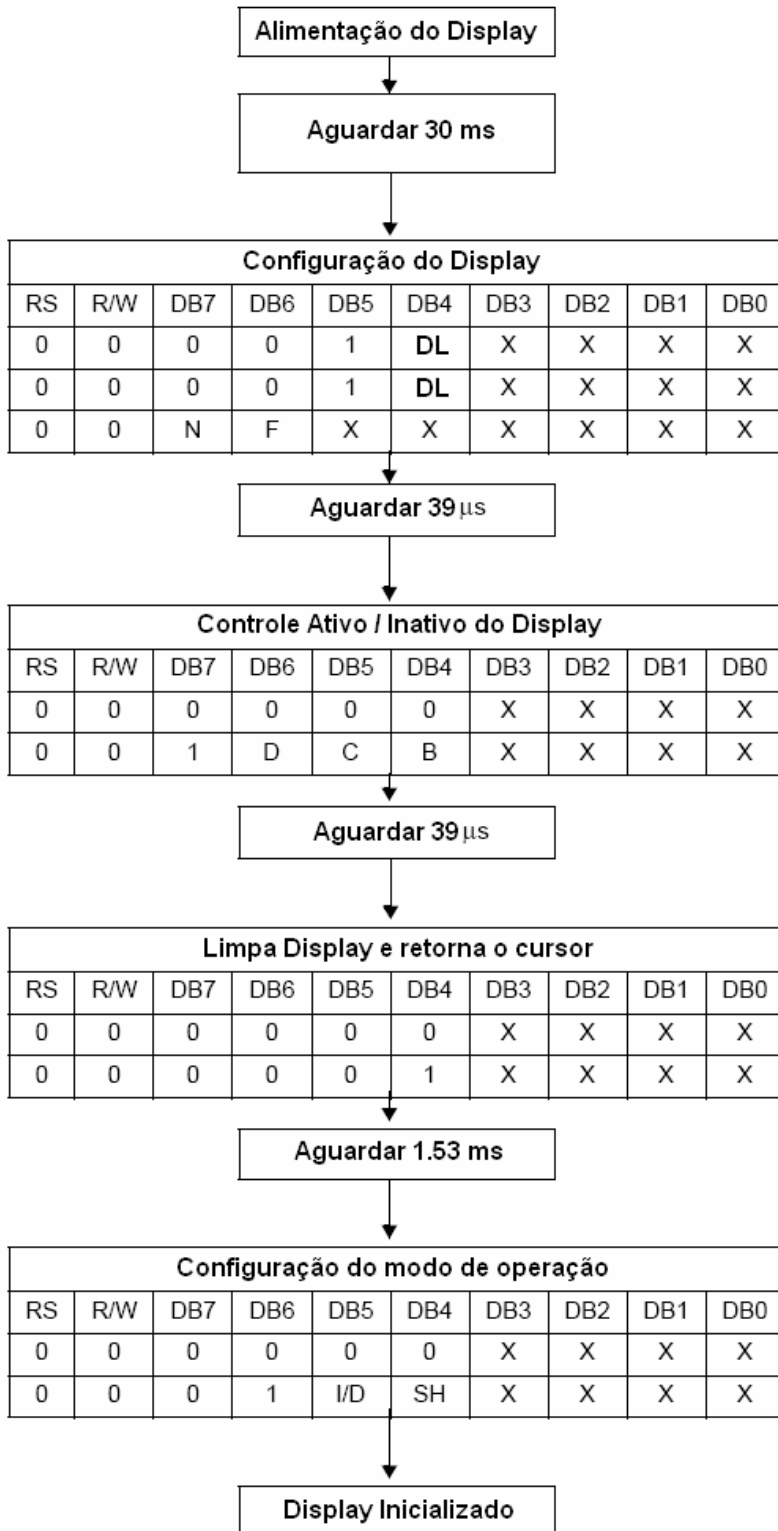 Alimentação do Display
Aguardar 30 ms
Configuração do Display
RS R/W DB7 DB6 DB5 DB4 DB3 DB2 DB1 DB0
0 0 0 0 1 DL X X X X
0 0 0 0 1 DL X X X X
0 0 N F X X X X X X
Aguardar 39 μs
Controle Ativo / Inativo do Display
RS R/W DB7 DB6 DB5 DB4 DB3 DB2 DB1 DB0
0 0 0 0 0 0 X X X X
0 0 1 D C B X X X X
Aguardar 39 μs
Limpa Display e retorna o cursor
RS R/W DB7 DB6 DB5 DB4 DB3 DB2 DB1 DB0
0 0 0 0 0 0 X X X X
0 0 0 0 0 1 X X X X
Aguardar 1.53 ms
Configuração do modo de operação
RS R/W DB7 DB6 DB5 DB4 DB3 DB2 DB1 DB0
0 0 0 0 0 0 X X X X
0 0 0 1 I/D SH X X X X
Display Inicializado